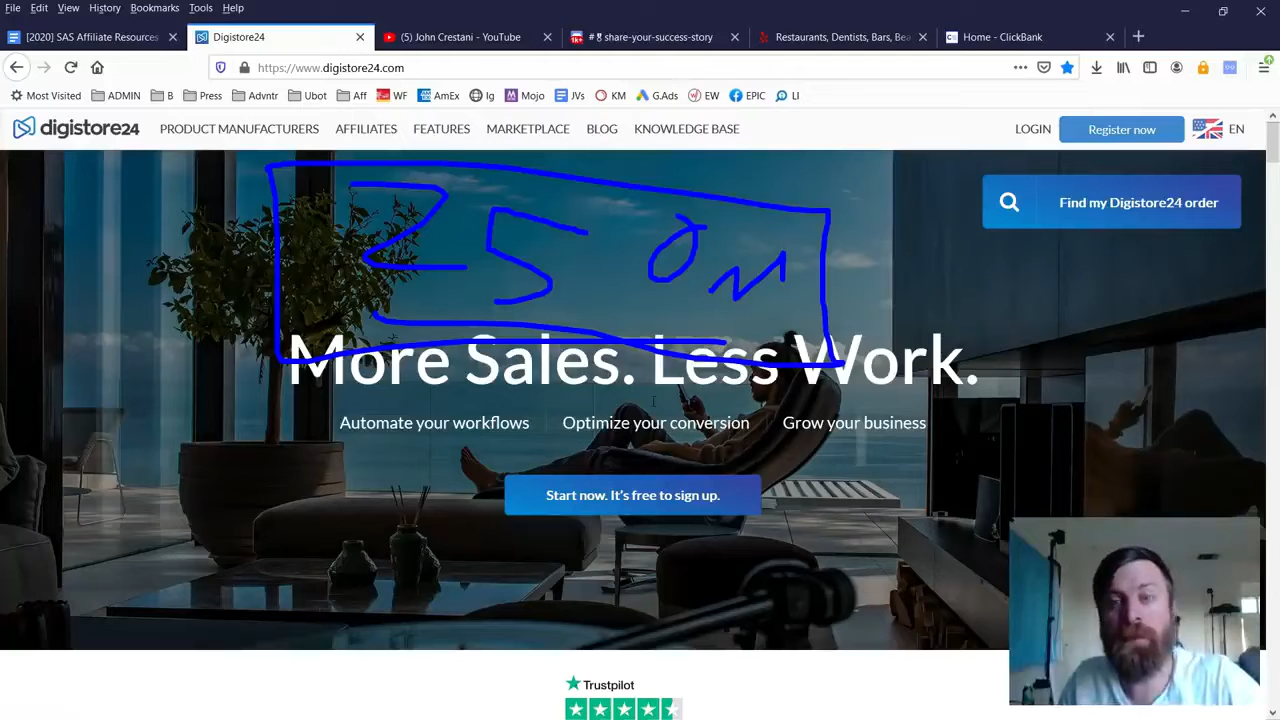 File Edit View History Bookmarks Tools Help
[2020] SAS Affiliate Resources
Digistore24
(5) John Crestani - YouTube
#🎖share-your-success-story
Restaurants, Dentists, Bars, Bea
Home - ClickBank
https://www.digistore24.com
Most Visited ADMIN B Press Advntr Ubot Aff WF AmEx Ig Mojo JVs KM G.Ads EW EPIC LI
digistore24 PRODUCT MANUFACTURERS AFFILIATES FEATURES MARKETPLACE BLOG KNOWLEDGE BASE LOGIN Register now EN
Find my Digistore24 order
250M
More Sales. Less Work.
Automate your workflows Optimize your conversion Grow your business
Start now. It's free to sign up.
Trustpilot